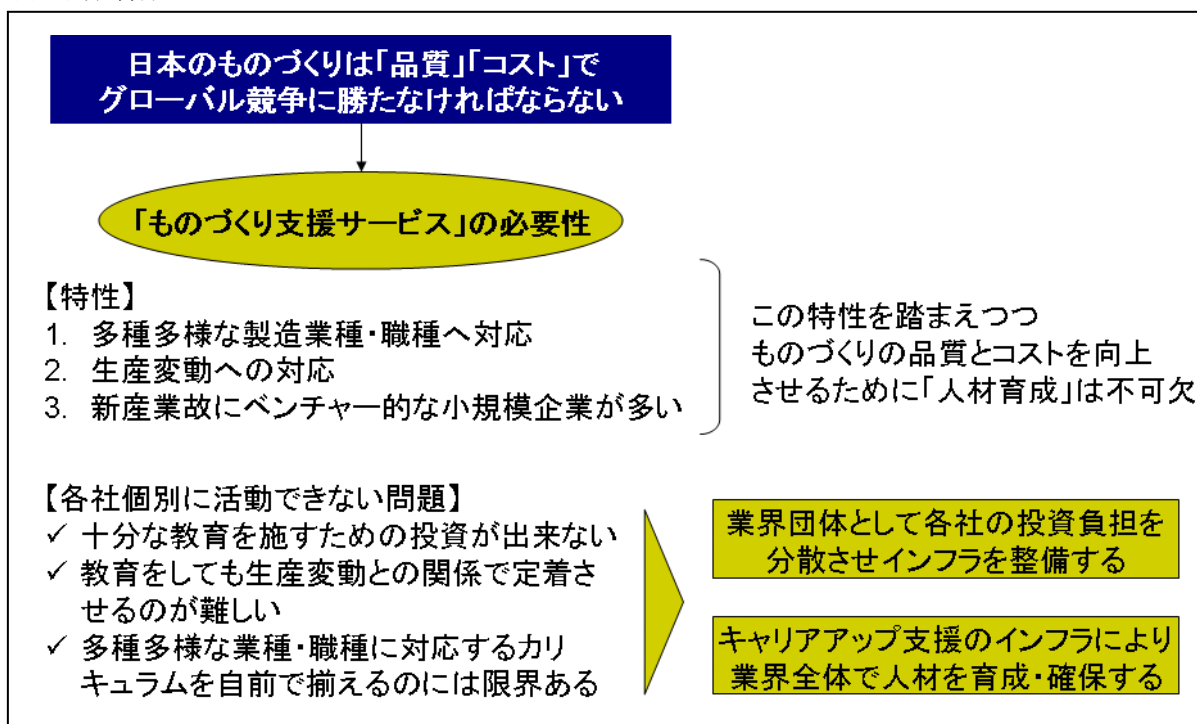 日本のものづくりは「品質」「コスト」で
グローバル競争に勝たなければならない
「ものづくり支援サービス」の必要性
【特性】
1. 多種多様な製造業種・職種へ対応
2. 生産変動への対応
3. 新産業故にベンチャー的な小規模企業が多い
この特性を踏まえつつ
ものづくりの品質とコストを向上
させるために「人材育成」は不可欠
【各社個別に活動できない問題】
✓ 十分な教育を施すための投資が出来ない
✓ 教育をしても生産変動との関係で定着さ
せるのが難しい
✓ 多種多様な業種・職種に対応するカリ
キュラムを自前で揃えるのには限界ある
業界団体として各社の投資負担を
分散させインフラを整備する
キャリアアップ支援のインフラにより
業界全体で人材を育成・確保する